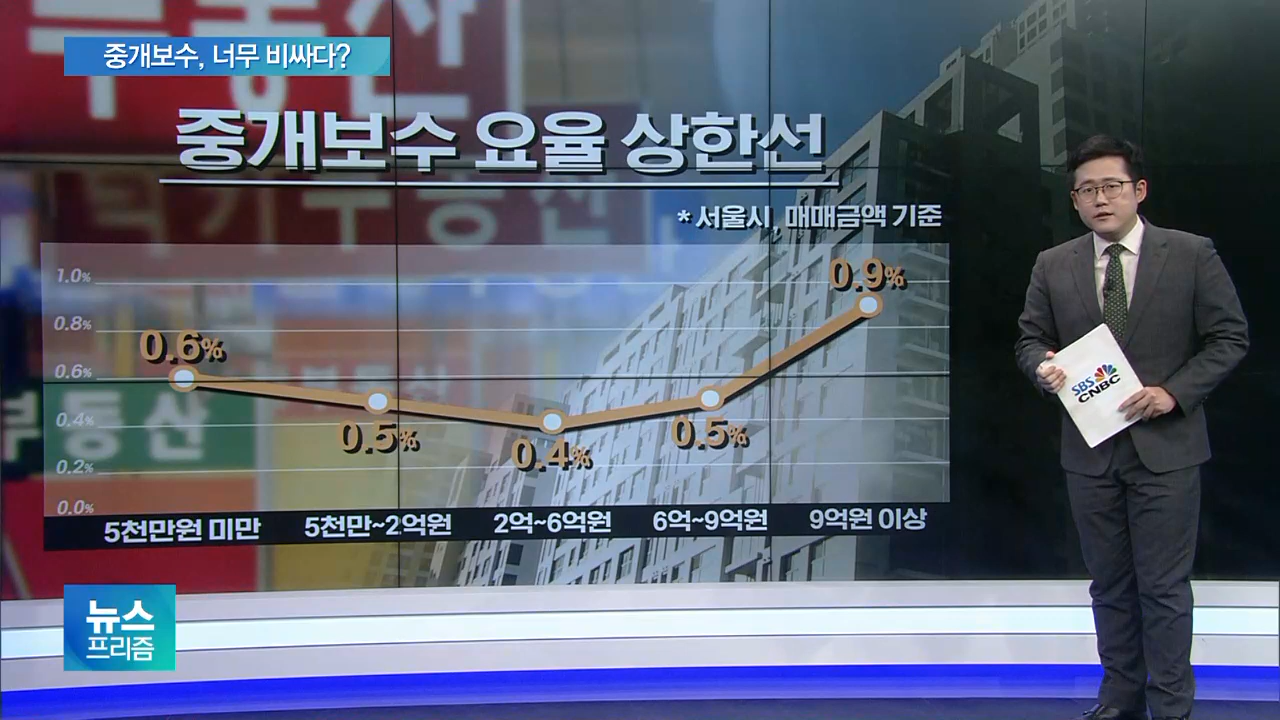 중개보수, 너무 비싸다?
중개보수 요율 상한선
* 서울시, 매매금액 기준
1.0%
0.8%
0.6%
0.4%
0.2%
0.0%
0.6%
0.5%
0.4%
0.5%
0.9%
5천만원 미만
5천만~2억원
2억~6억원
6억~9억원
9억원 이상
부동산
SBS
CNBC
뉴스
프리즘